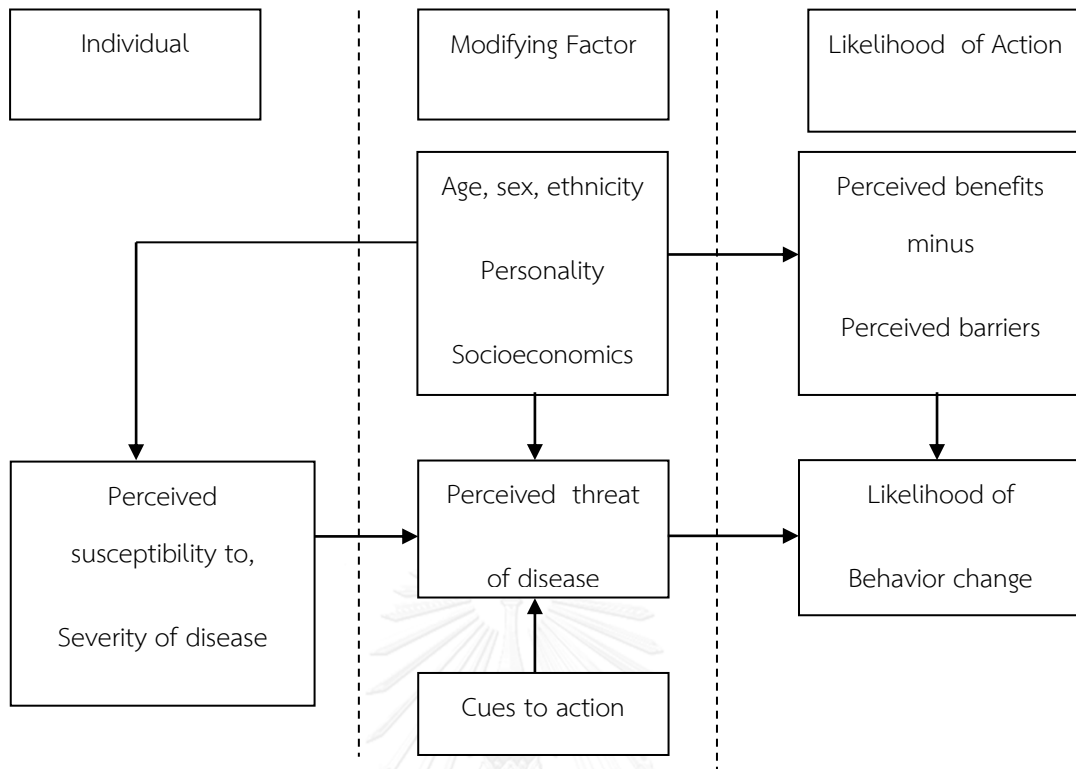 Individual
Modifying Factor
Likelihood of Action
Age, sex, ethnicity
Personality
Socioeconomics
Perceived benefits
minus
Perceived barriers
Perceived
susceptibility to,
Severity of disease
Perceived threat
of disease
Likelihood of
Behavior change
Cues to action